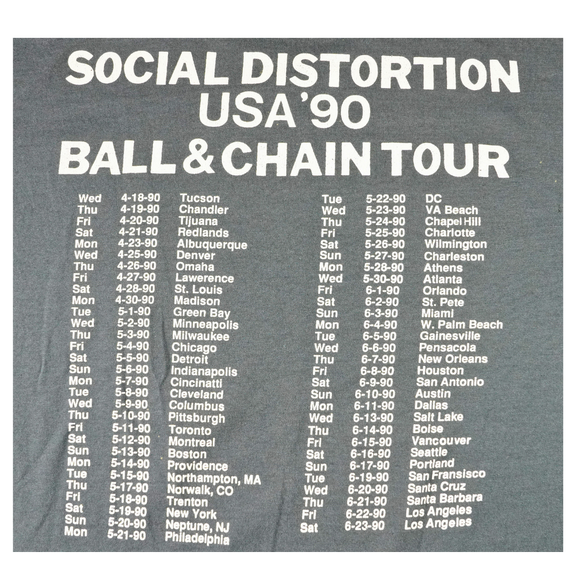 SOCIAL DISTORTION
USA '90
BALL & CHAIN TOUR
Wed 4-18-90 Tucson
Thu 4-19-90 Chandler
Fri 4-20-90 Tijuana
Sat 4-21-90 Redlands
Mon 4-23-90 Albuquerque
Wed 4-25-90 Denver
Thu 4-26-90 Omaha
Fri 4-27-90 Lawerence
Sat 4-28-90 St. Louis
Mon 4-30-90 Madison
Tue 5-1-90 Green Bay
Wed 5-2-90 Minneapolis
Thu 5-3-90 Milwaukee
Fri 5-4-90 Chicago
Sat 5-5-90 Detroit
Sun 5-6-90 Indianapolis
Mon 5-7-90 Cincinatti
Tue 5-8-90 Cleveland
Wed 5-9-90 Columbus
Thu 5-10-90 Pittsburgh
Fri 5-11-90 Toronto
Sat 5-12-90 Montreal
Sun 5-13-90 Boston
Mon 5-14-90 Providence
Tue 5-15-90 Northampton, MA
Thu 5-17-90 Norwalk, CO
Fri 5-18-90 Trenton
Sat 5-19-90 New York
Sun 5-20-90 Neptune, NJ
Mon 5-21-90 Philadelphia
Tue 5-22-90 DC
Wed 5-23-90 VA Beach
Thu 5-24-90 Chapel Hill
Fri 5-25-90 Charlotte
Sat 5-26-90 Wilmington
Sun 5-27-90 Charleston
Mon 5-28-90 Athens
Wed 5-30-90 Atlanta
Fri 6-1-90 Orlando
Sat 6-2-90 St. Pete
Sun 6-3-90 Miami
Mon 6-4-90 W. Palm Beach
Tue 6-5-90 Gainesville
Wed 6-6-90 Pensacola
Thu 6-7-90 New Orleans
Fri 6-8-90 Houston
Sat 6-9-90 San Antonio
Sun 6-10-90 Austin
Mon 6-11-90 Dallas
Wed 6-13-90 Salt Lake
Thu 6-14-90 Boise
Fri 6-15-90 Vancouver
Sat 6-16-90 Seattle
Sun 6-17-90 Portland
Tue 6-19-90 San Fransisco
Wed 6-20-90 Santa Cruz
Thu 6-21-90 Santa Barbara
Fri 6-22-90 Los Angeles
Sat 6-23-90 Los Angeles